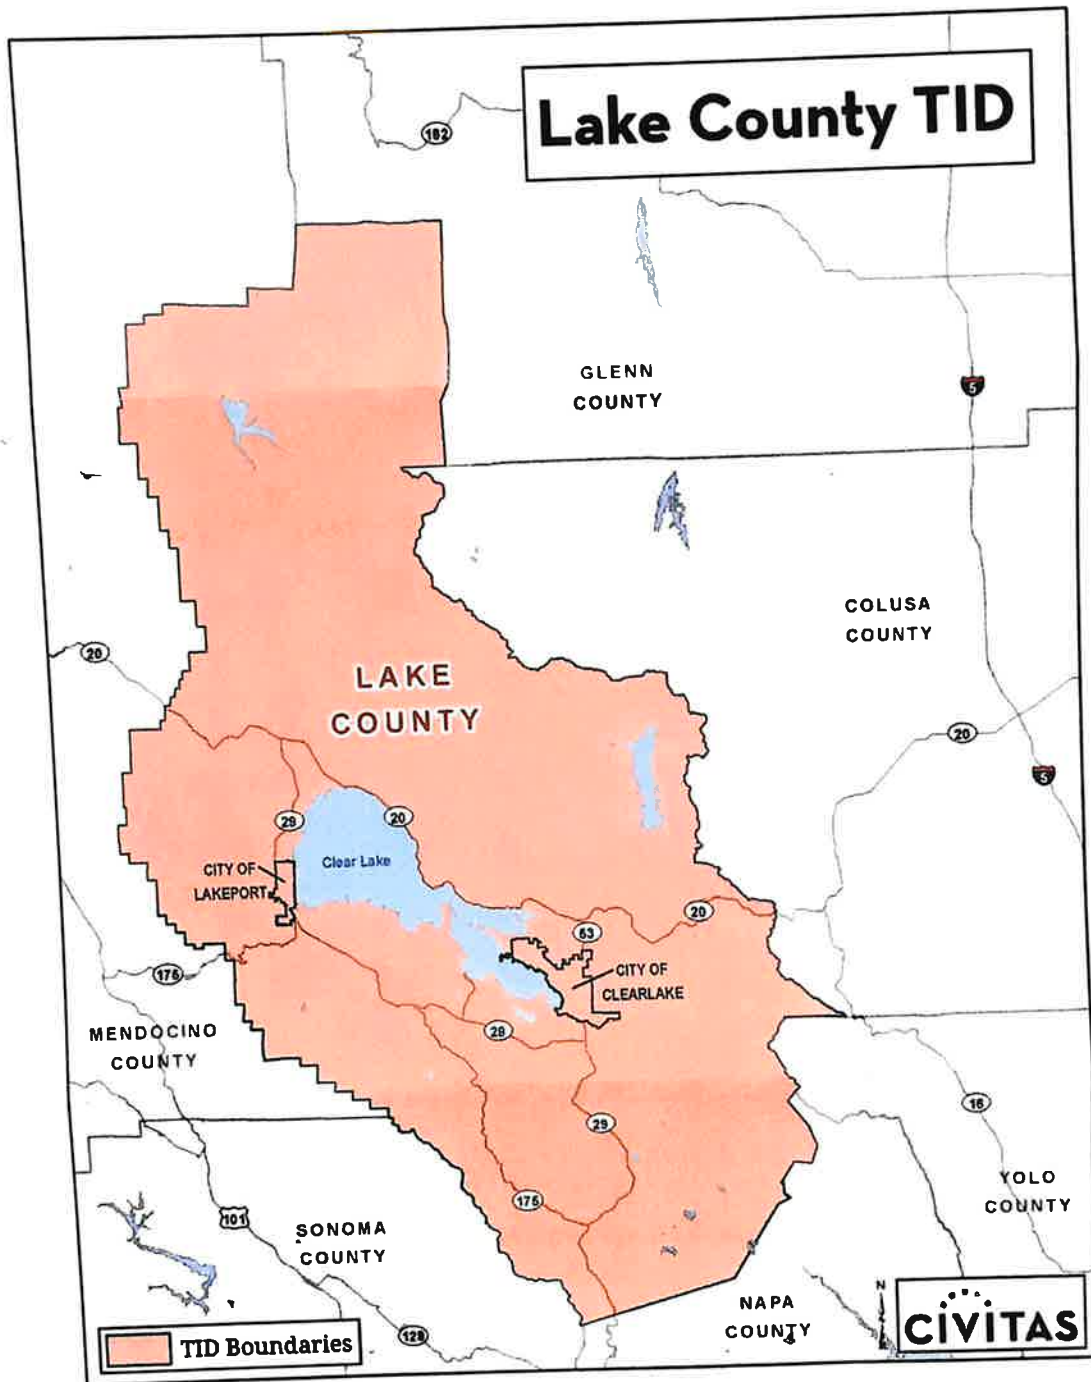 Lake County TID
162
GLENN
COUNTY
5
COLUSA
COUNTY
20
LAKE
COUNTY
20
5
29
20
Clear Lake
CITY OF
LAKEPORT
20
53
CITY OF
CLEARLAKE
175
29
MENDOCINO
COUNTY
29
16
YOLO
COUNTY
175
101
SONOMA
COUNTY
NAPA
COUNTY
N
128
TID Boundaries
CIVITAS